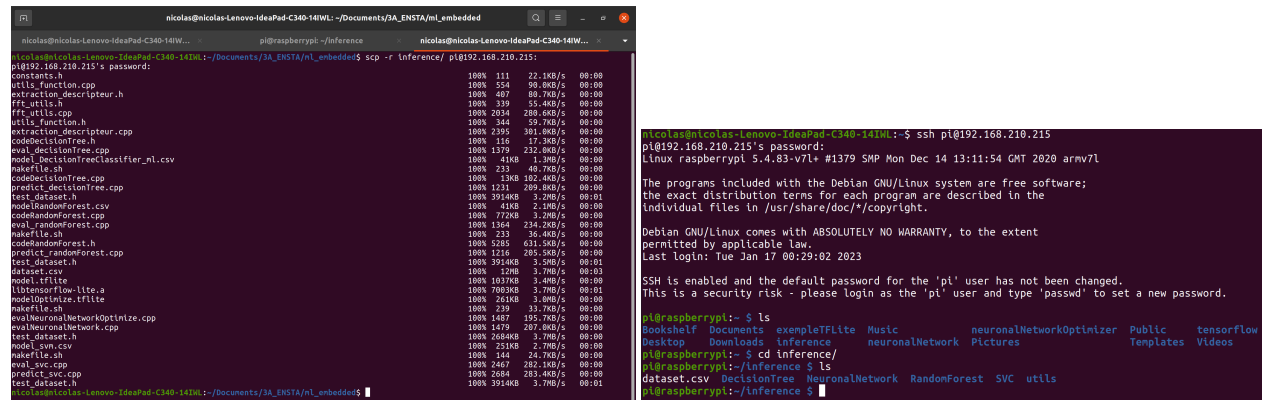 nicolas@nicolas-Lenovo-IdeaPad-C340-14IWL: ~/Documents/3A_ENSTA/ml_embedded
nicolas@nicolas-Lenovo-IdeaPad-C340-14IW... × pi@raspberrypi: ~/inference × nicolas@nicolas-Lenovo-IdeaPad-C340-14IW... ×
nicolas@nicolas-Lenovo-IdeaPad-C340-14IWL:~/Documents/3A_ENSTA/ml_embedded$ scp -r inference/ pi@192.168.210.215:
pi@192.168.210.215's password:
constants.h 100% 111 22.1KB/s 00:00
utils_function.cpp 100% 554 90.0KB/s 00:00
extraction_descripteur.h 100% 407 80.7KB/s 00:00
fft_utils.h 100% 339 55.4KB/s 00:00
fft_utils.cpp 100% 2034 280.6KB/s 00:00
utils_function.h 100% 344 59.7KB/s 00:00
extraction_descripteur.cpp 100% 2395 301.0KB/s 00:00
codeDecisionTree.h 100% 116 17.3KB/s 00:00
eval_decisionTree.cpp 100% 1379 232.0KB/s 00:00
model_DecisionTreeClassifier_ml.csv 100% 41KB 1.3MB/s 00:00
makefile.sh 100% 233 40.7KB/s 00:00
codeDecisionTree.cpp 100% 13KB 102.4KB/s 00:00
predict_decisionTree.cpp 100% 1231 209.8KB/s 00:00
test_dataset.h 100% 3914KB 3.2MB/s 00:01
modelRandomForest.csv 100% 41KB 2.1MB/s 00:00
codeRandomForest.cpp 100% 772KB 3.2MB/s 00:00
eval_randomForest.cpp 100% 1364 234.2KB/s 00:00
makefile.sh 100% 233 36.4KB/s 00:00
codeRandomForest.h 100% 5285 631.5KB/s 00:00
predict_randomForest.cpp 100% 1216 205.5KB/s 00:00
test_dataset.h 100% 3914KB 3.5MB/s 00:01
dataset.csv 100% 12MB 3.7MB/s 00:03
model.tflite 100% 1037KB 3.4MB/s 00:00
libtensorflow-lite.a 100% 7003KB 3.7MB/s 00:01
modelOptimize.tflite 100% 261KB 3.0MB/s 00:00
makefile.sh 100% 239 33.7KB/s 00:00
evalNeuronalNetworkOptimize.cpp 100% 1487 195.7KB/s 00:00
evalNeuronalNetwork.cpp 100% 1479 207.0KB/s 00:00
test_dataset.h 100% 2684KB 3.7MB/s 00:00
model_svm.csv 100% 251KB 2.7MB/s 00:00
makefile.sh 100% 144 24.7KB/s 00:00
eval_svc.cpp 100% 2467 282.1KB/s 00:00
predict_svc.cpp 100% 2684 283.4KB/s 00:00
test_dataset.h 100% 3914KB 3.7MB/s 00:01
nicolas@nicolas-Lenovo-IdeaPad-C340-14IWL:~/Documents/3A_ENSTA/ml_embedded$
nicolas@nicolas-Lenovo-IdeaPad-C340-14IWL:~$ ssh pi@192.168.210.215
pi@192.168.210.215's password:
Linux raspberrypi 5.4.83-v7l+ #1379 SMP Mon Dec 14 13:11:54 GMT 2020 armv7l
The programs included with the Debian GNU/Linux system are free software;
the exact distribution terms for each program are described in the
individual files in /usr/share/doc/*/copyright.
Debian GNU/Linux comes with ABSOLUTELY NO WARRANTY, to the extent
permitted by applicable law.
Last login: Tue Jan 17 00:29:02 2023
SSH is enabled and the default password for the 'pi' user has not been changed.
This is a security risk - please login as the 'pi' user and type 'passwd' to set a new password.
pi@raspberrypi:~ $ ls
Bookshelf Documents exempleTFLite Music neuronalNetworkOptimizer Public tensorflow
Desktop Downloads inference neuronalNetwork Pictures Templates Videos
pi@raspberrypi:~ $ cd inference/
pi@raspberrypi:~/inference $ ls
dataset.csv DecisionTree NeuronalNetwork RandomForest SVC utils
pi@raspberrypi:~/inference $